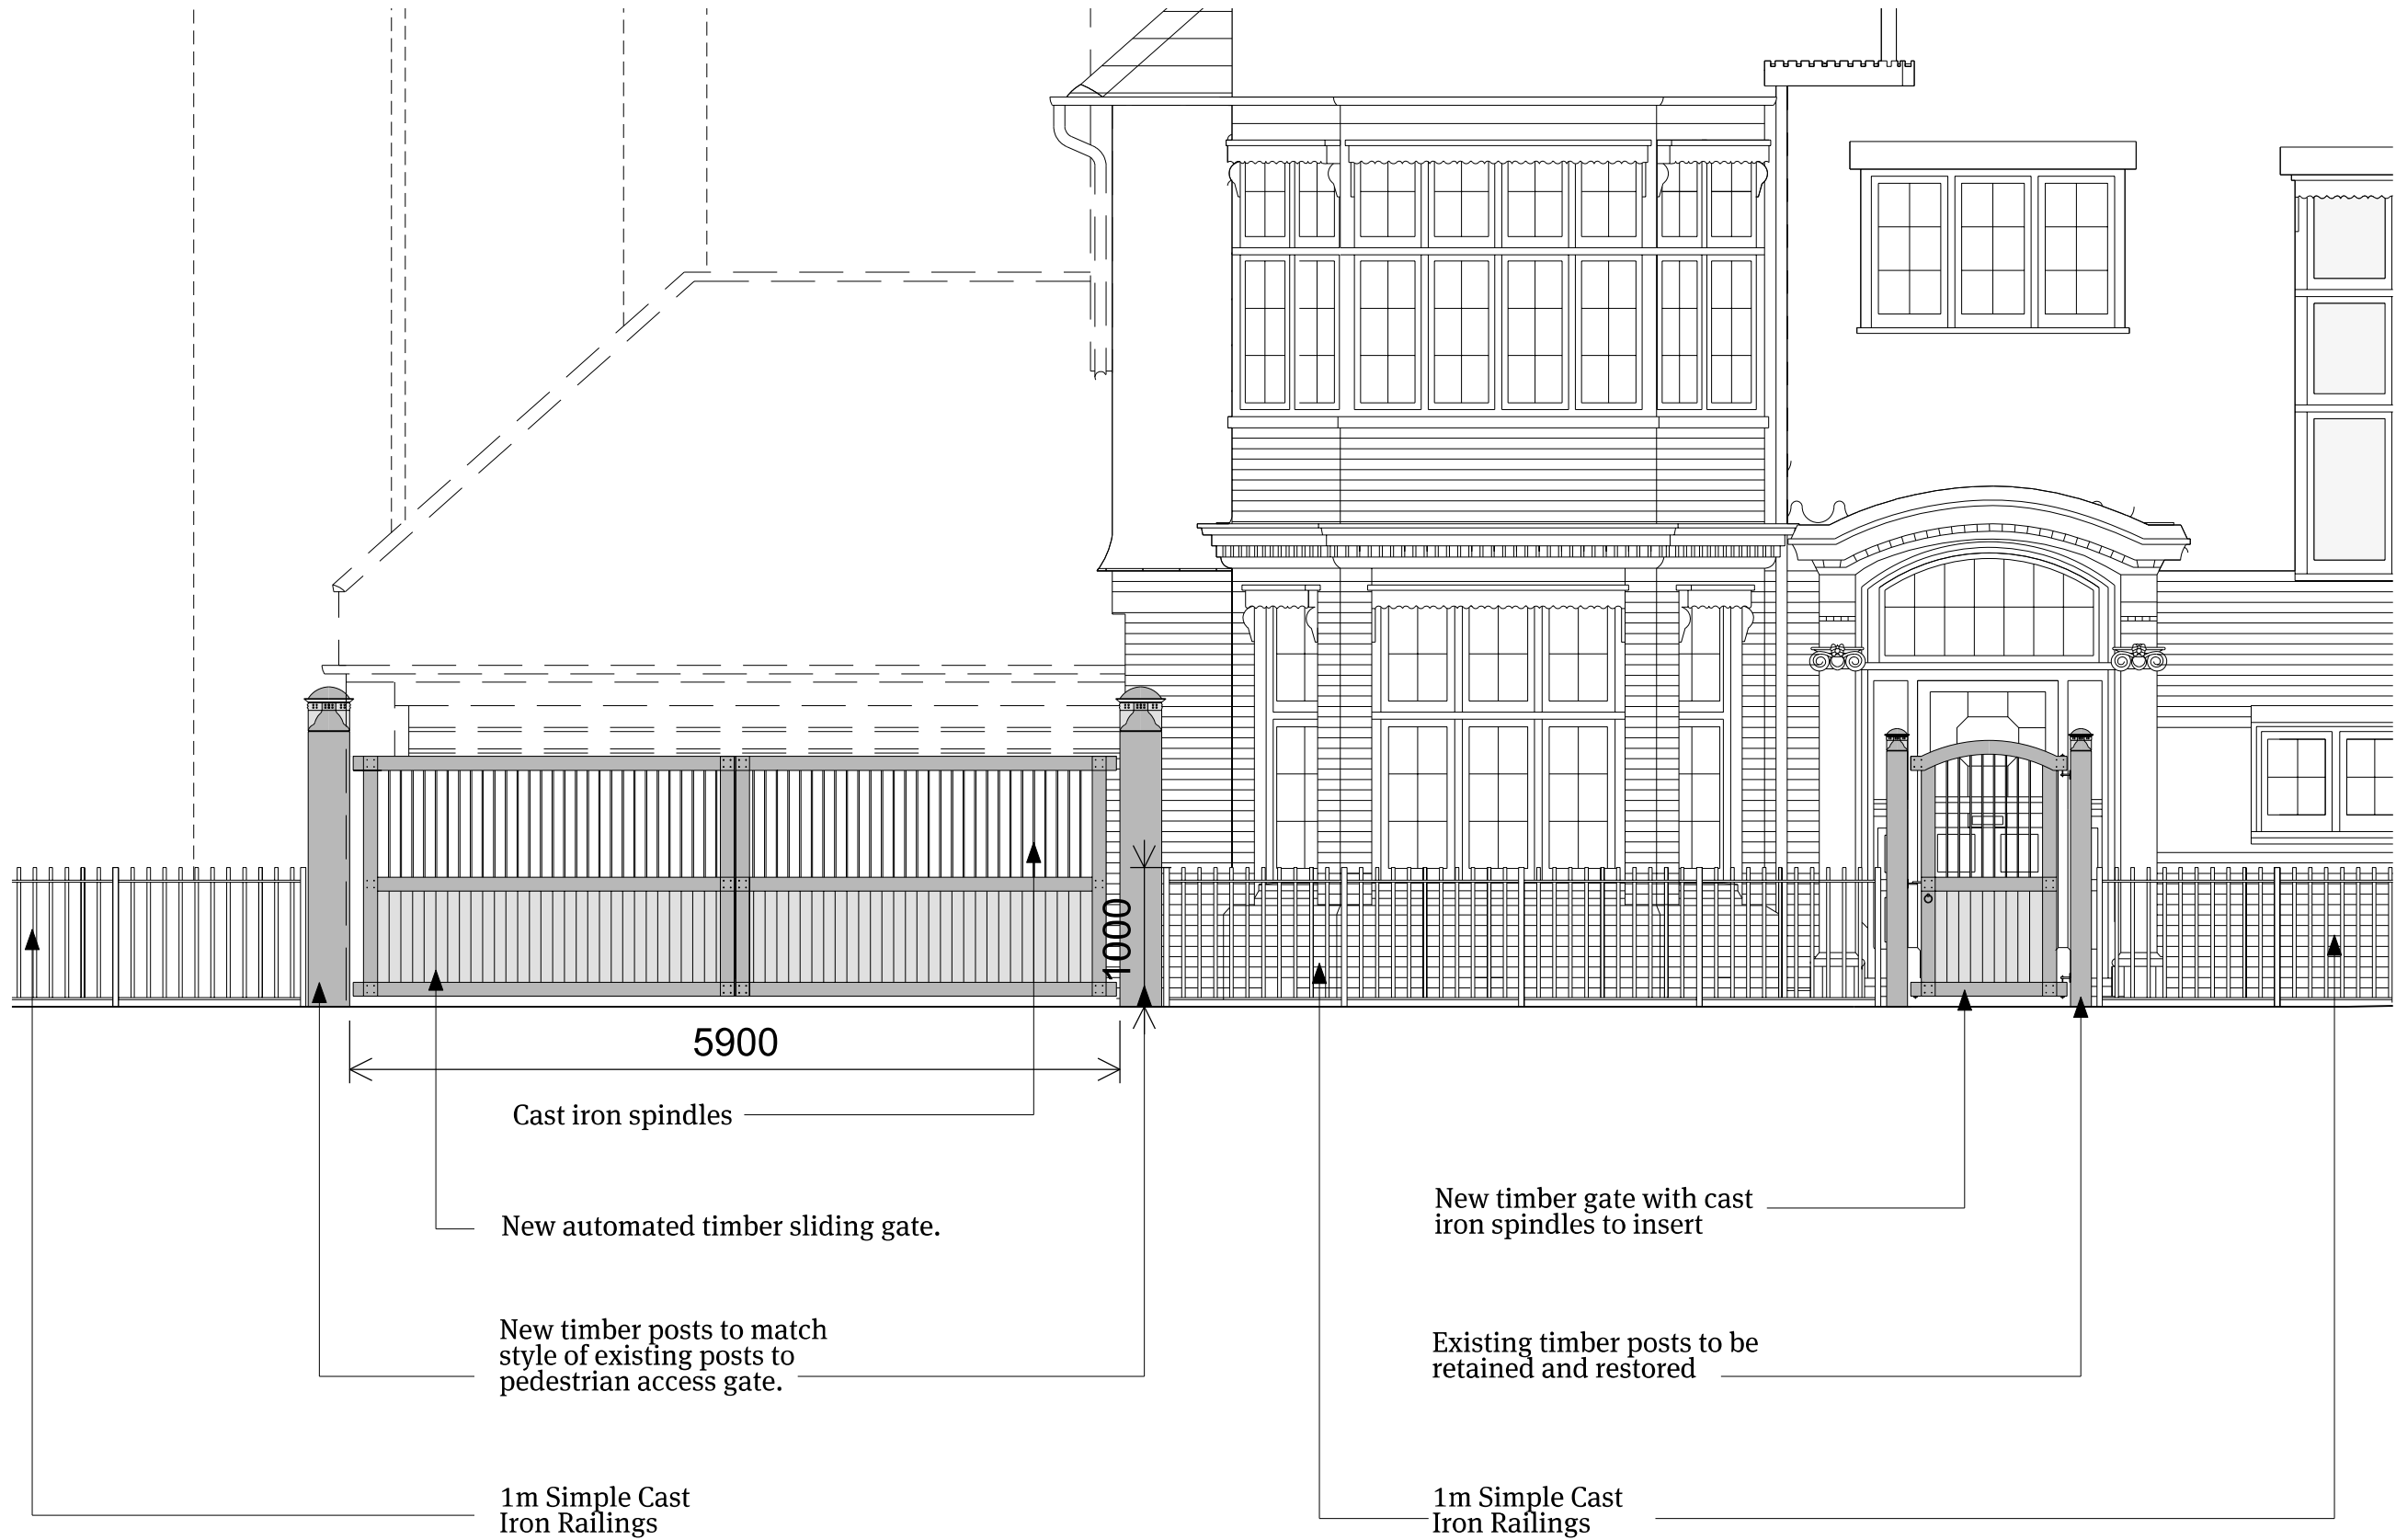 1000
5900
Cast iron spindles
New automated timber sliding gate.
New timber posts to match
style of existing posts to
pedestrian access gate.
1m Simple Cast
Iron Railings
New timber gate with cast
iron spindles to insert
Existing timber posts to be
retained and restored
1m Simple Cast
Iron Railings